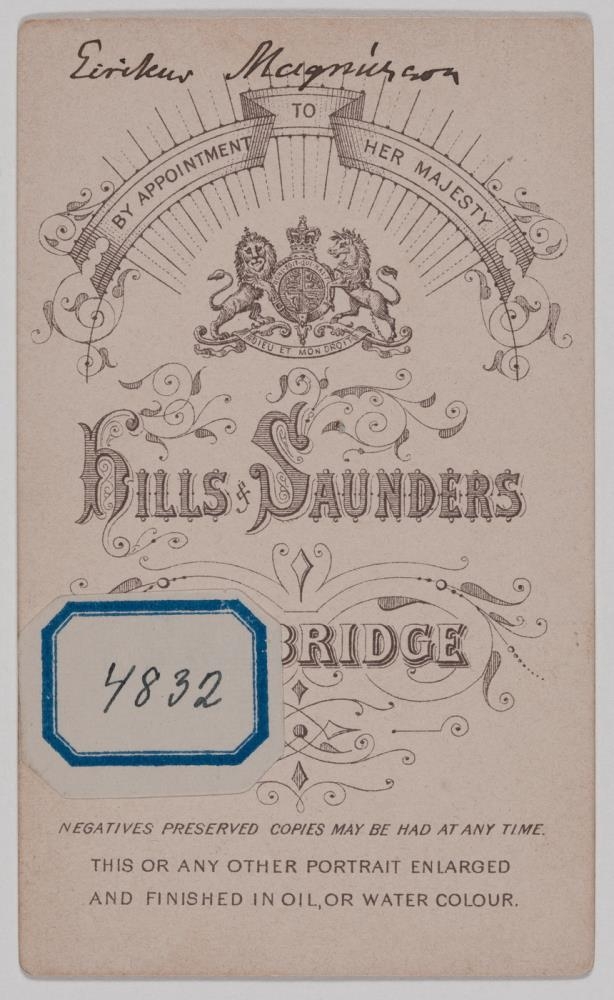 Eiríkur Magnússon
BY APPOINTMENT TO HER MAJESTY
DIEU ET MON DROIT
HILLS & SAUNDERS
BRIDGE
4832
NEGATIVES PRESERVED COPIES MAY BE HAD AT ANY TIME.
THIS OR ANY OTHER PORTRAIT ENLARGED
AND FINISHED IN OIL, OR WATER COLOUR.